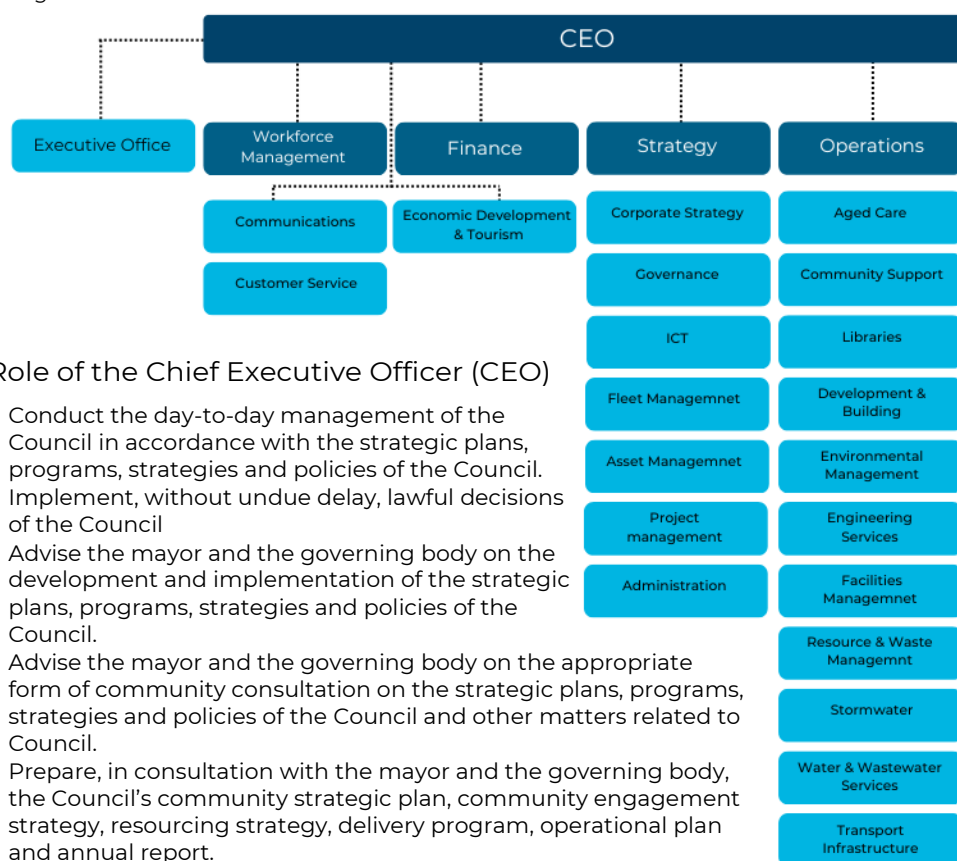 CEO
Executive Office
Workforce
Management
Finance
Strategy
Operations
Communications
Customer Service
Economic Development
& Tourism
Corporate Strategy
Governance
ICT
Fleet Managemnet
Asset Managemnet
Project
management
Administration
Aged Care
Community Support
Libraries
Development &
Building
Environmental
Management
Engineering
Services
Facilities
Managemnet
Resource & Waste
Managemnt
Stormwater
Water & Wastewater
Services
Transport
Infrastructure
Role of the Chief Executive Officer (CEO)
Conduct the day-to-day management of the
Council in accordance with the strategic plans,
programs, strategies and policies of the Council.
Implement, without undue delay, lawful decisions
of the Council
Advise the mayor and the governing body on the
development and implementation of the strategic
plans, programs, strategies and policies of the
Council.
Advise the mayor and the governing body on the appropriate
form of community consultation on the strategic plans, programs,
strategies and policies of the Council and other matters related to
Council.
Prepare, in consultation with the mayor and the governing body,
the Council's community strategic plan, community engagement
strategy, resourcing strategy, delivery program, operational plan
and annual report.